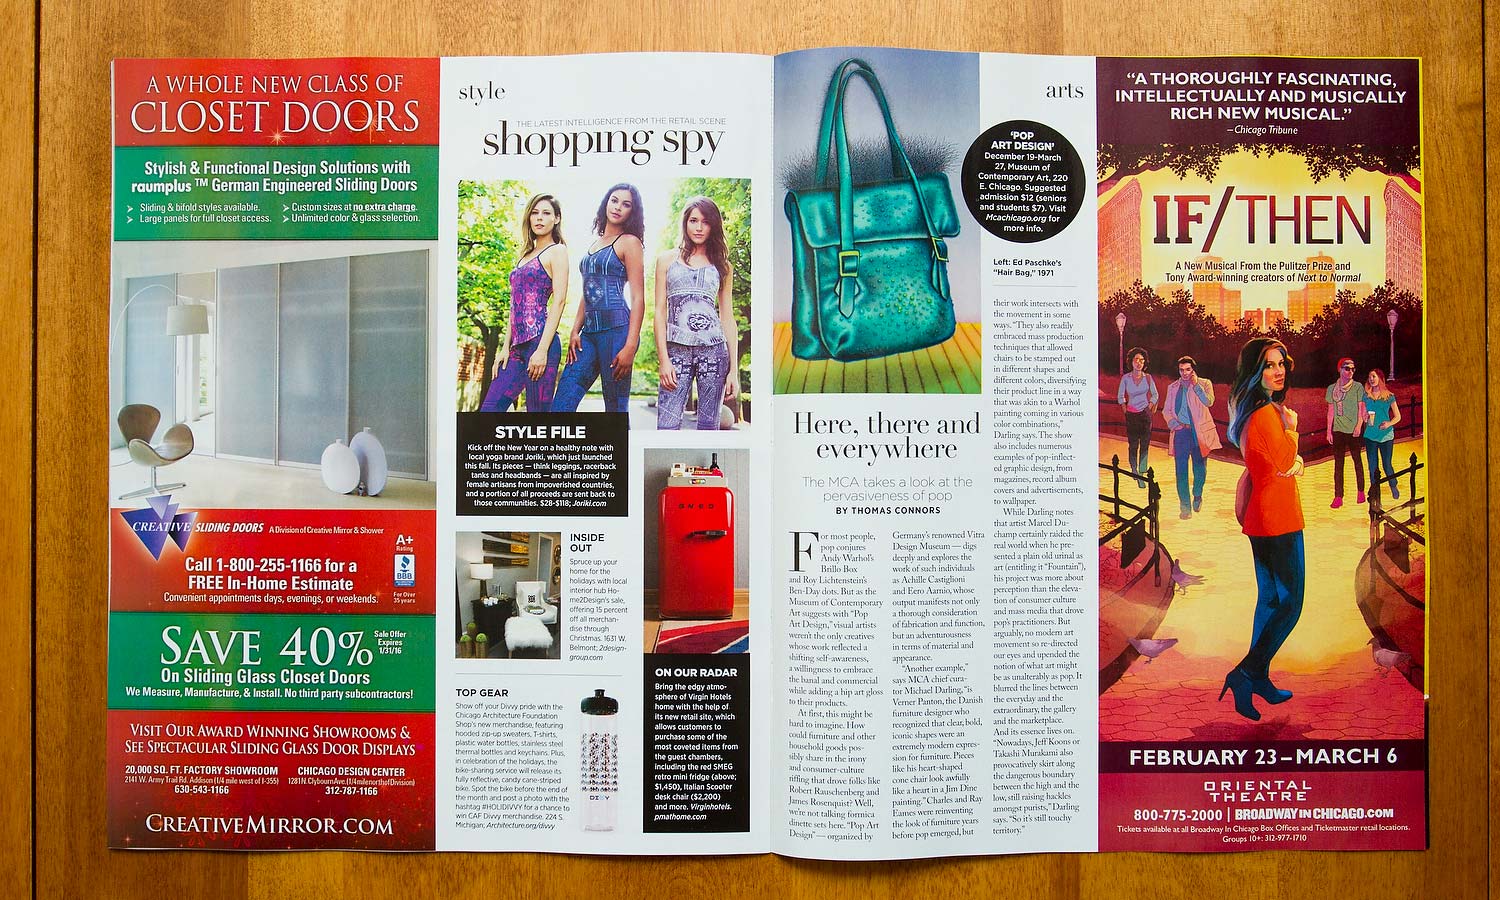 A WHOLE NEW CLASS OF
CLOSET DOORS
Stylish & Functional Design Solutions with
raumplus ™ German Engineered Sliding Doors
➤ Sliding & bifold styles available.
➤ Large panels for full closet access.
➤ Custom sizes at no extra charge.
➤ Unlimited color & glass selection.
CREATIVE SLIDING DOORS A Division of Creative Mirror & Shower
Call 1-800-255-1166 for a
FREE In-Home Estimate
Convenient appointments days, evenings, or weekends.
A+
Rating
BBB
For Over
35 years
SAVE 40%
Sale Offer
Expires
1/31/16
On Sliding Glass Closet Doors
We Measure, Manufacture, & Install. No third party subcontractors!
VISIT OUR AWARD WINNING SHOWROOMS &
SEE SPECTACULAR SLIDING GLASS DOOR DISPLAYS
20,000 SQ. FT. FACTORY SHOWROOM
2141 W. Army Trail Rd. Addison (1/4 mile west of I-355)
630-543-1166
CHICAGO DESIGN CENTER
1281 N. Clybourn Ave. (1/4 mile north of Division)
312-787-1166
CREATIVEMIRROR.COM
style
THE LATEST INTELLIGENCE FROM THE RETAIL SCENE
shopping spy
STYLE FILE
Kick off the New Year on a healthy note with
local yoga brand Joriki, which just launched
this fall. Its pieces — think leggings, racerback
tanks and headbands — are all inspired by
female artisans from impoverished countries,
and a portion of all proceeds are sent back to
those communities. $28-$118; Joriki.com
INSIDE
OUT
Spruce up your
home for the
holidays with local
interior hub Ho-
me2Design's sale,
offering 15 percent
off all merchan-
dise through
Christmas. 1631 W.
Belmont; 2design-
group.com
SMEG
TOP GEAR
Show off your Divvy pride with the
Chicago Architecture Foundation
Shop's new merchandise, featuring
hooded zip-up sweaters, T-shirts,
plastic water bottles, stainless steel
thermal bottles and keychains. Plus,
in celebration of the holidays, the
bike-sharing service will release its
fully reflective, candy cane-striped
bike. Spot the bike before the end of
the month and post a photo with the
hashtag #HOLIDIVVY for a chance to
win CAF Divvy merchandise. 224 S.
Michigan; Architecture.org/divvy
DIVVY
ON OUR RADAR
Bring the edgy atmo-
sphere of Virgin Hotels
home with the help of
its new retail site, which
allows customers to
purchase some of the
most coveted items from
the guest chambers,
including the red SMEG
retro mini fridge (above;
$1,450), Italian Scooter
desk chair ($2,200)
and more. Virginhotels.
pmathome.com
arts
'POP
ART DESIGN'
December 19-March
27, Museum of
Contemporary Art, 220
E. Chicago. Suggested
admission $12 (seniors
and students $7). Visit
Mcachicago.org for
more info.
Left: Ed Paschke's
"Hair Bag," 1971
Here, there and
everywhere
The MCA takes a look at the
pervasiveness of pop
BY THOMAS CONNORS
For most people,
pop conjures
Andy Warhol's
Brillo Box
and Roy Lichtenstein's
Ben-Day dots. But as the
Museum of Contemporary
Art suggests with "Pop
Art Design," visual artists
weren't the only creatives
whose work reflected a
shifting self-awareness,
a willingness to embrace
the banal and commercial
while adding a hip art gloss
to their products.
At first, this might be
hard to imagine. How
could furniture and other
household goods pos-
sibly share in the irony
and consumer-culture
riffing that drove folks like
Robert Rauschenberg and
James Rosenquist? Well,
we're not talking formica
dinette sets here. "Pop Art
Design" — organized by
Germany's renowned Vitra
Design Museum — digs
deeply and explores the
work of such individuals
as Achille Castiglioni
and Eero Aarnio, whose
output manifests not only
a thorough consideration
of fabrication and function,
but an adventurousness
in terms of material and
appearance.
"Another example,"
says MCA chief cura-
tor Michael Darling, "is
Verner Panton, the Danish
furniture designer who
recognized that clear, bold,
iconic shapes were an
extremely modern expres-
sion for furniture. Pieces
like his heart-shaped
cone chair look awfully
like a heart in a Jim Dine
painting." Charles and Ray
Eames were reinventing
the look of furniture years
before pop emerged, but
their work intersects with
the movement in some
ways. "They also readily
embraced mass production
techniques that allowed
chairs to be stamped out
in different shapes and
different colors, diversifying
their product line in a way
that was akin to a Warhol
painting coming in various
color combinations,"
Darling says. The show
also includes numerous
examples of pop-inflect-
ed graphic design, from
magazines, record album
covers and advertisements,
to wallpaper.
While Darling notes
that artist Marcel Du-
champ certainly raided the
real world when he pre-
sented a plain old urinal as
art (entitling it "Fountain"),
his project was more about
perception than the eleva-
tion of consumer culture
and mass media that drove
pop's practitioners. But
arguably, no modern art
movement so re-directed
our eyes and upended the
notion of what art might
be as unalterably as pop. It
blurred the lines between
the everyday and the
extraordinary, the gallery
and the marketplace.
And its essence lives on.
"Nowadays, Jeff Koons or
Takashi Murakami also
provocatively skirt along
the dangerous boundary
between the high and the
low, still raising hackles
amongst purists," Darling
says. "So it's still touchy
territory."
"A THOROUGHLY FASCINATING,
INTELLECTUALLY AND MUSICALLY
RICH NEW MUSICAL."
– Chicago Tribune
IF/THEN
A New Musical From the Pulitzer Prize and
Tony Award-winning creators of Next to Normal
FEBRUARY 23 – MARCH 6
ORIENTAL
THEATRE
800-775-2000 | BROADWAY IN CHICAGO.COM
Tickets available at all Broadway In Chicago Box Offices and Ticketmaster retail locations.
Groups 10+: 312-977-1710